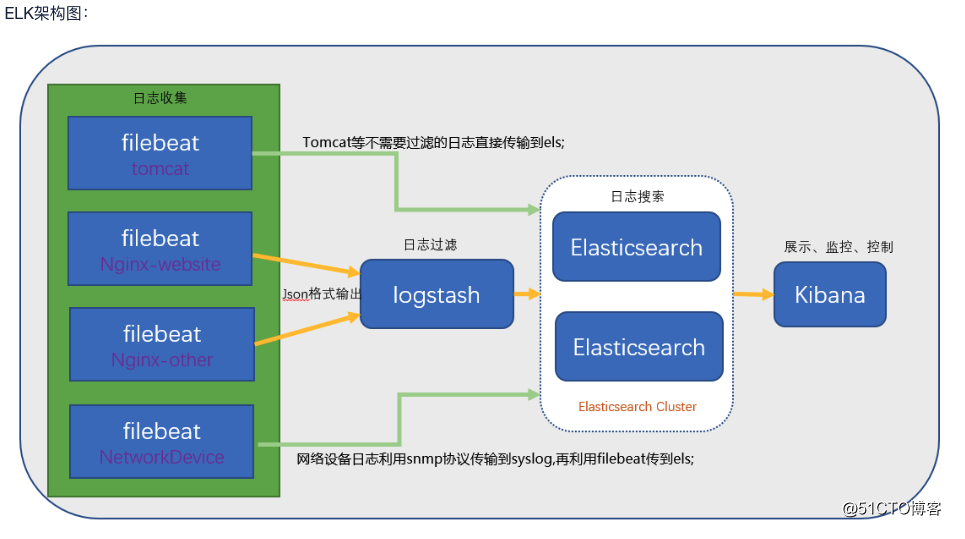 ELK架构图：
日志收集
filebeat
tomcat
Tomcat等不需要过滤的日志直接传输到els;
filebeat
Nginx-website
Json格式输出
filebeat
Nginx-other
filebeat
NetworkDevice
网络设备日志利用snmp协议传输到syslog,再利用filebeat传到els;
日志过滤
logstash
日志搜索
Elasticsearch
Elasticsearch
Elasticsearch Cluster
展示、监控、控制
Kibana
@51CTO博客